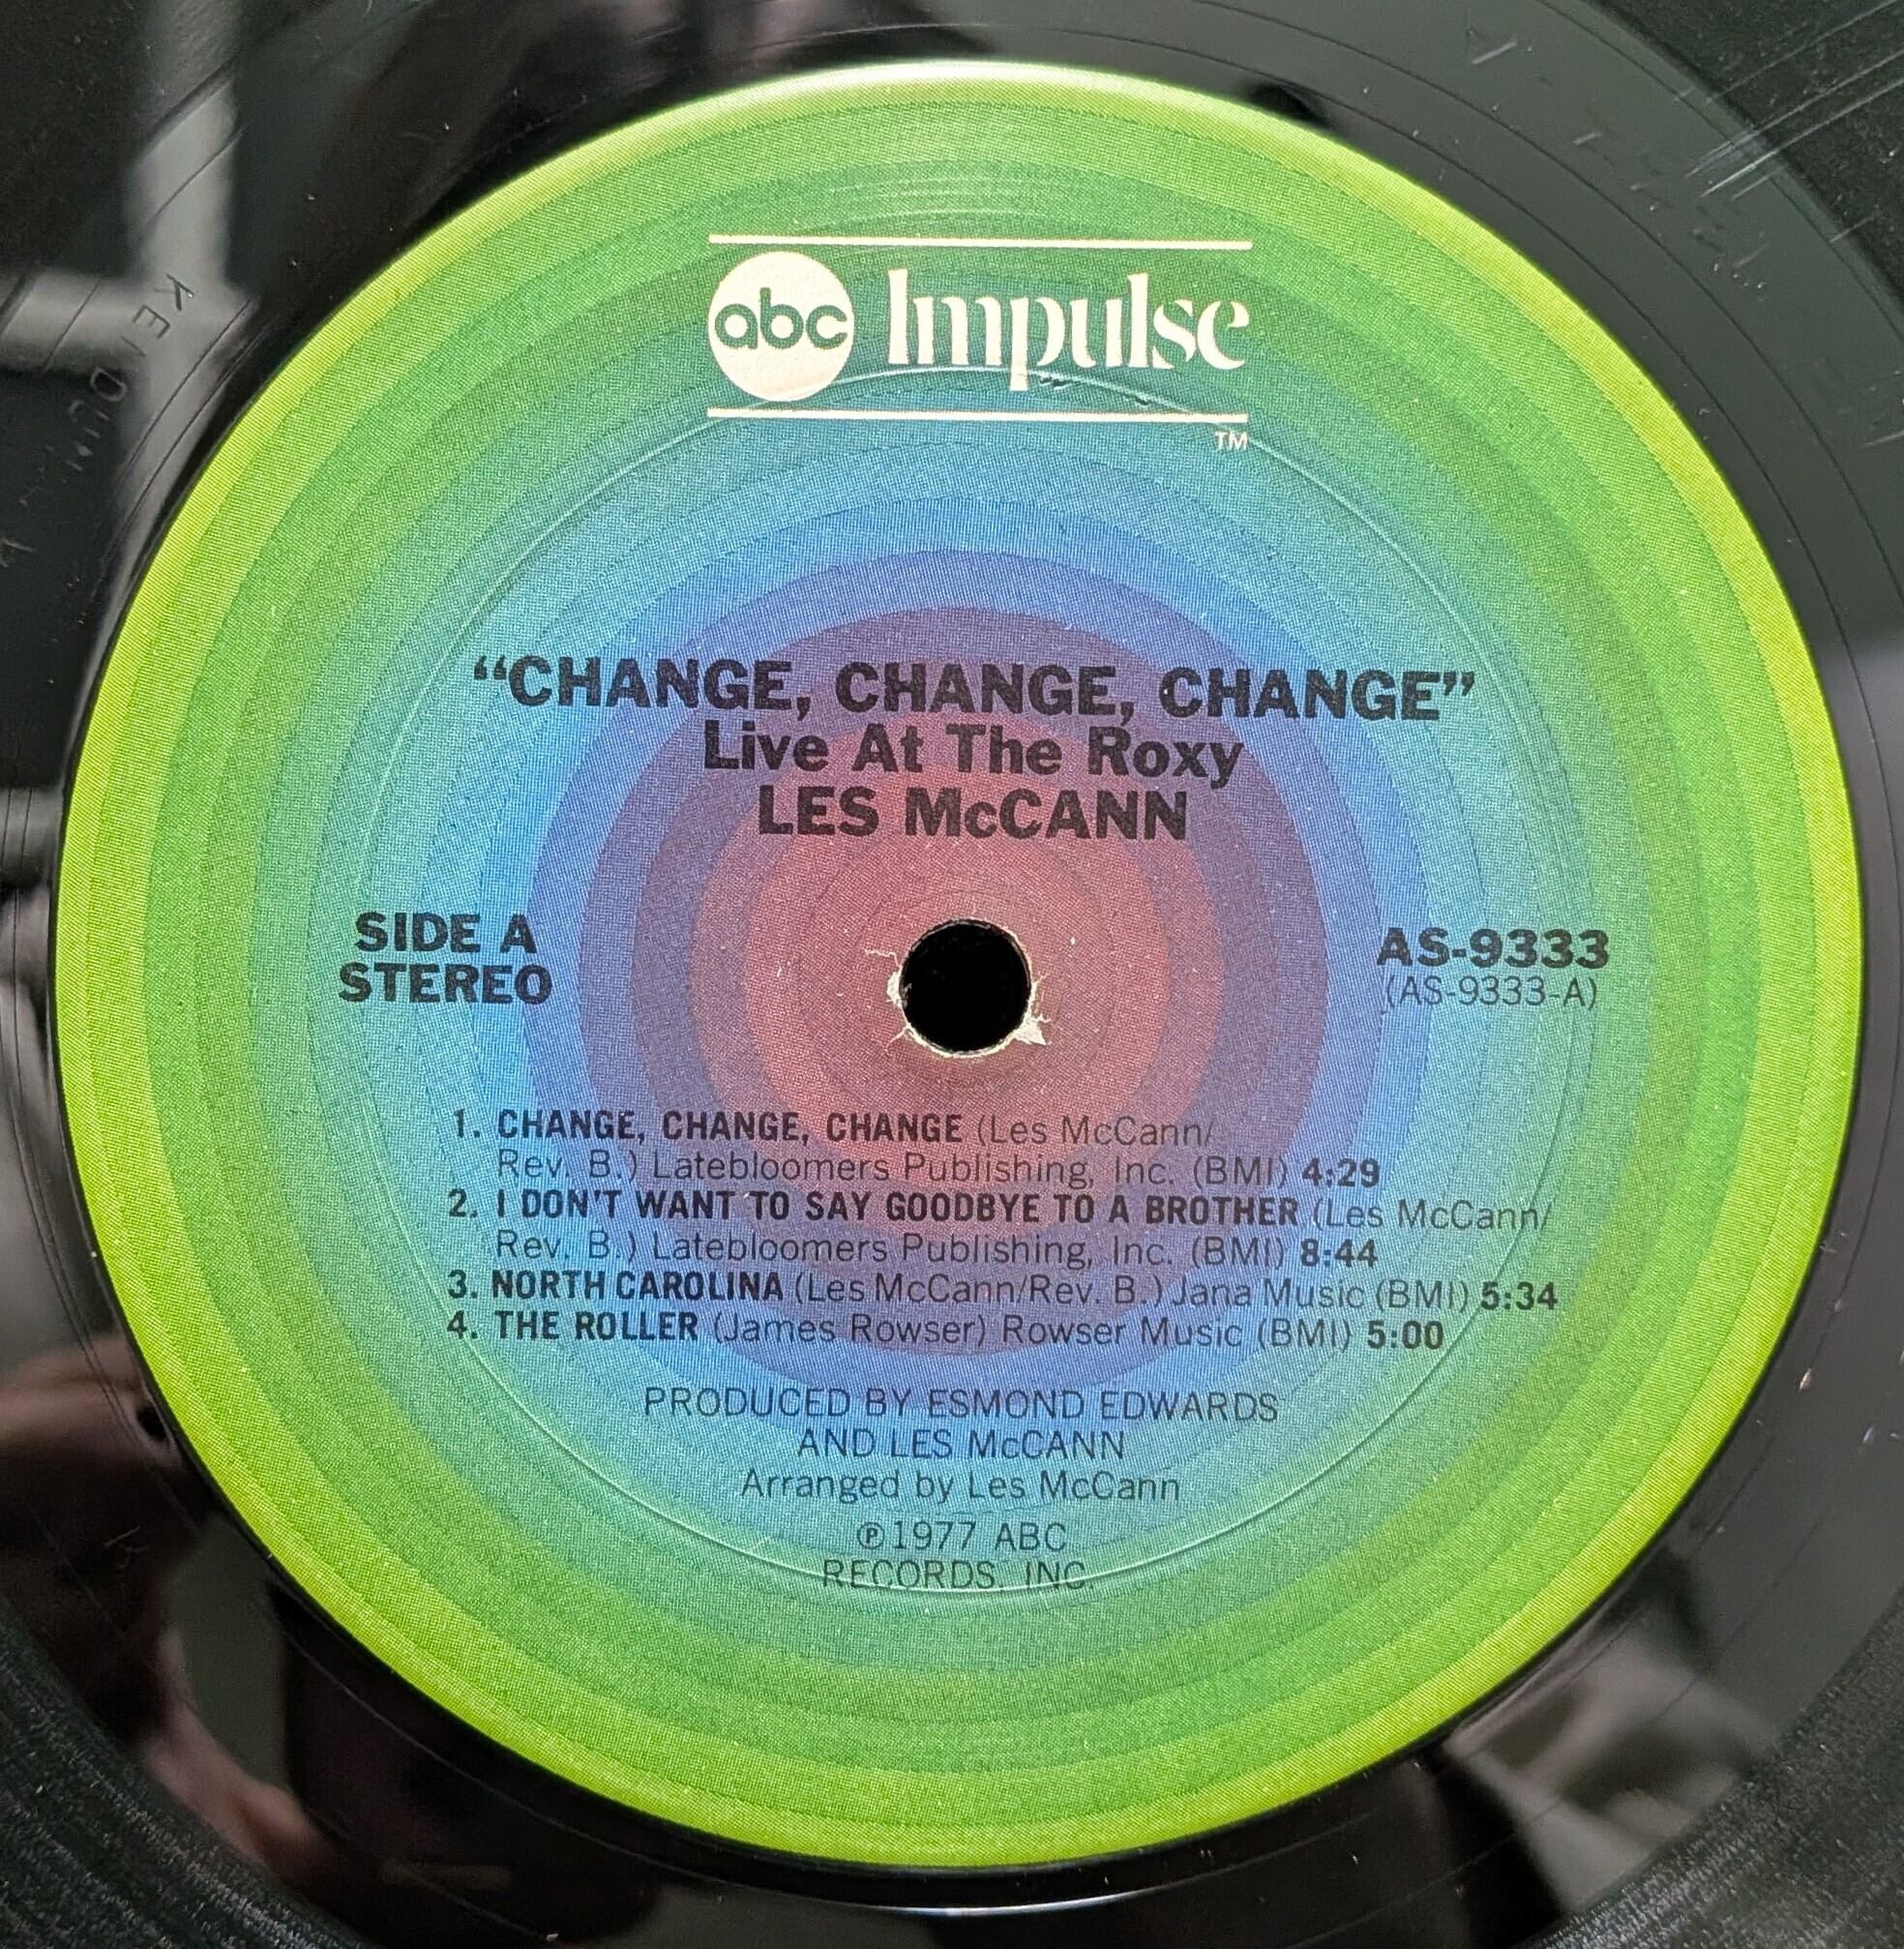 abc Impulse
TM
“CHANGE, CHANGE, CHANGE”
Live At The Roxy
LES McCANN
SIDE A
STEREO
AS-9333
(AS-9333-A)
1. CHANGE, CHANGE, CHANGE (Les McCann/
Rev. B.) Latebloomers Publishing, Inc. (BMI) 4:29
2. I DON'T WANT TO SAY GOODBYE TO A BROTHER (Les McCann/
Rev. B.) Latebloomers Publishing, Inc. (BMI) 8:44
3. NORTH CAROLINA (Les McCann/Rev. B.) Jana Music (BMI) 5:34
4. THE ROLLER (James Rowser) Rowser Music (BMI) 5:00
PRODUCED BY ESMOND EDWARDS
AND LES McCANN
Arranged by Les McCann
℗1977 ABC
RECORDS, INC.